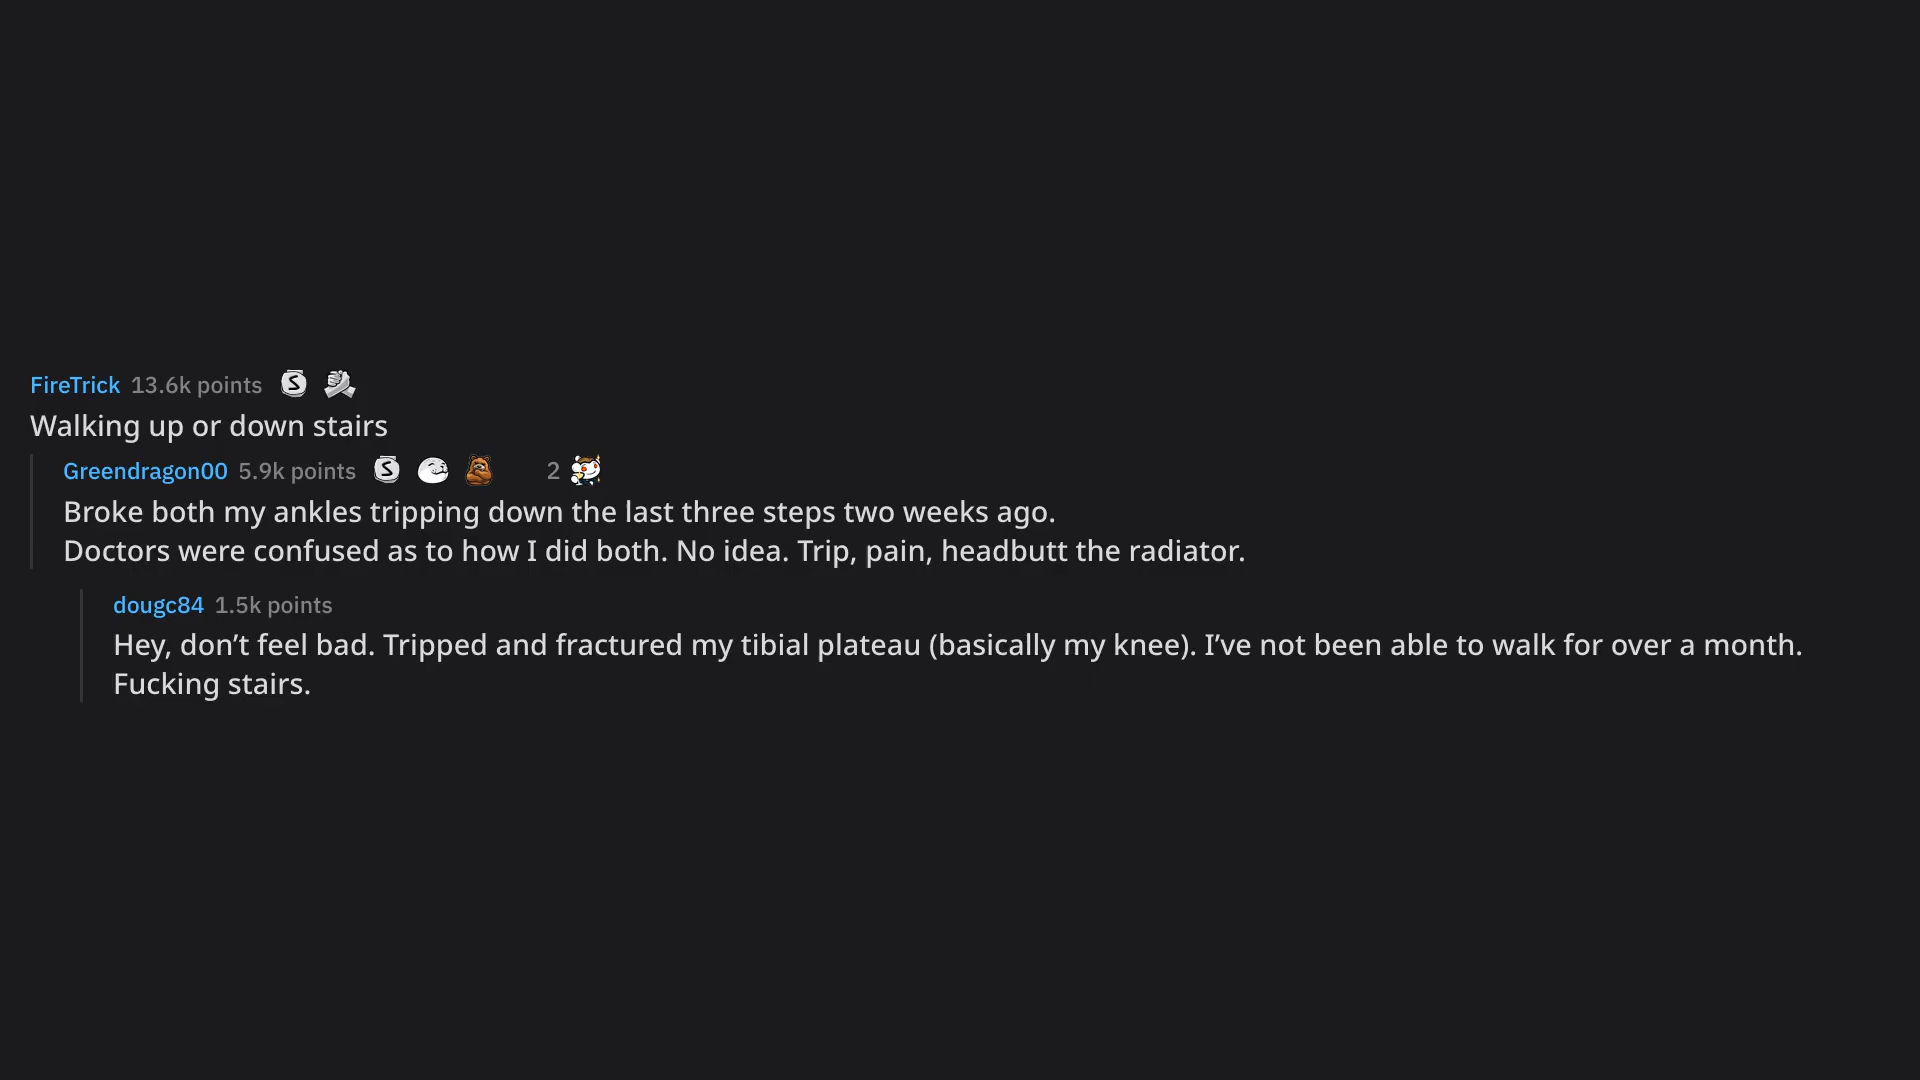 FireTrick 13.6k points
Walking up or down stairs
Greendragon00 5.9k points 2
Broke both my ankles tripping down the last three steps two weeks ago.
Doctors were confused as to how I did both. No idea. Trip, pain, headbutt the radiator.
dougc84 1.5k points
Hey, don’t feel bad. Tripped and fractured my tibial plateau (basically my knee). I’ve not been able to walk for over a month.
Fucking stairs.